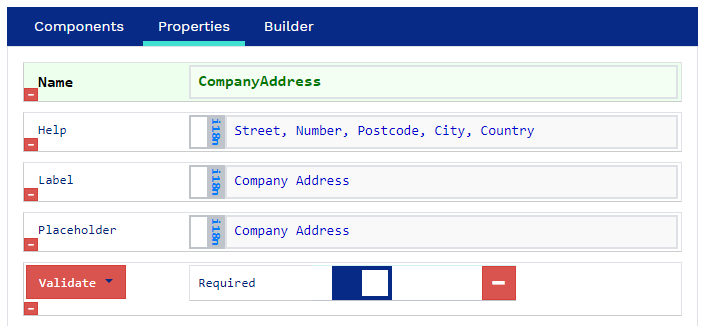 Components Properties Builder
Name CompanyAddress
Help i18n Street, Number, Postcode, City, Country
Label i18n Company Address
Placeholder i18n Company Address
Validate Required